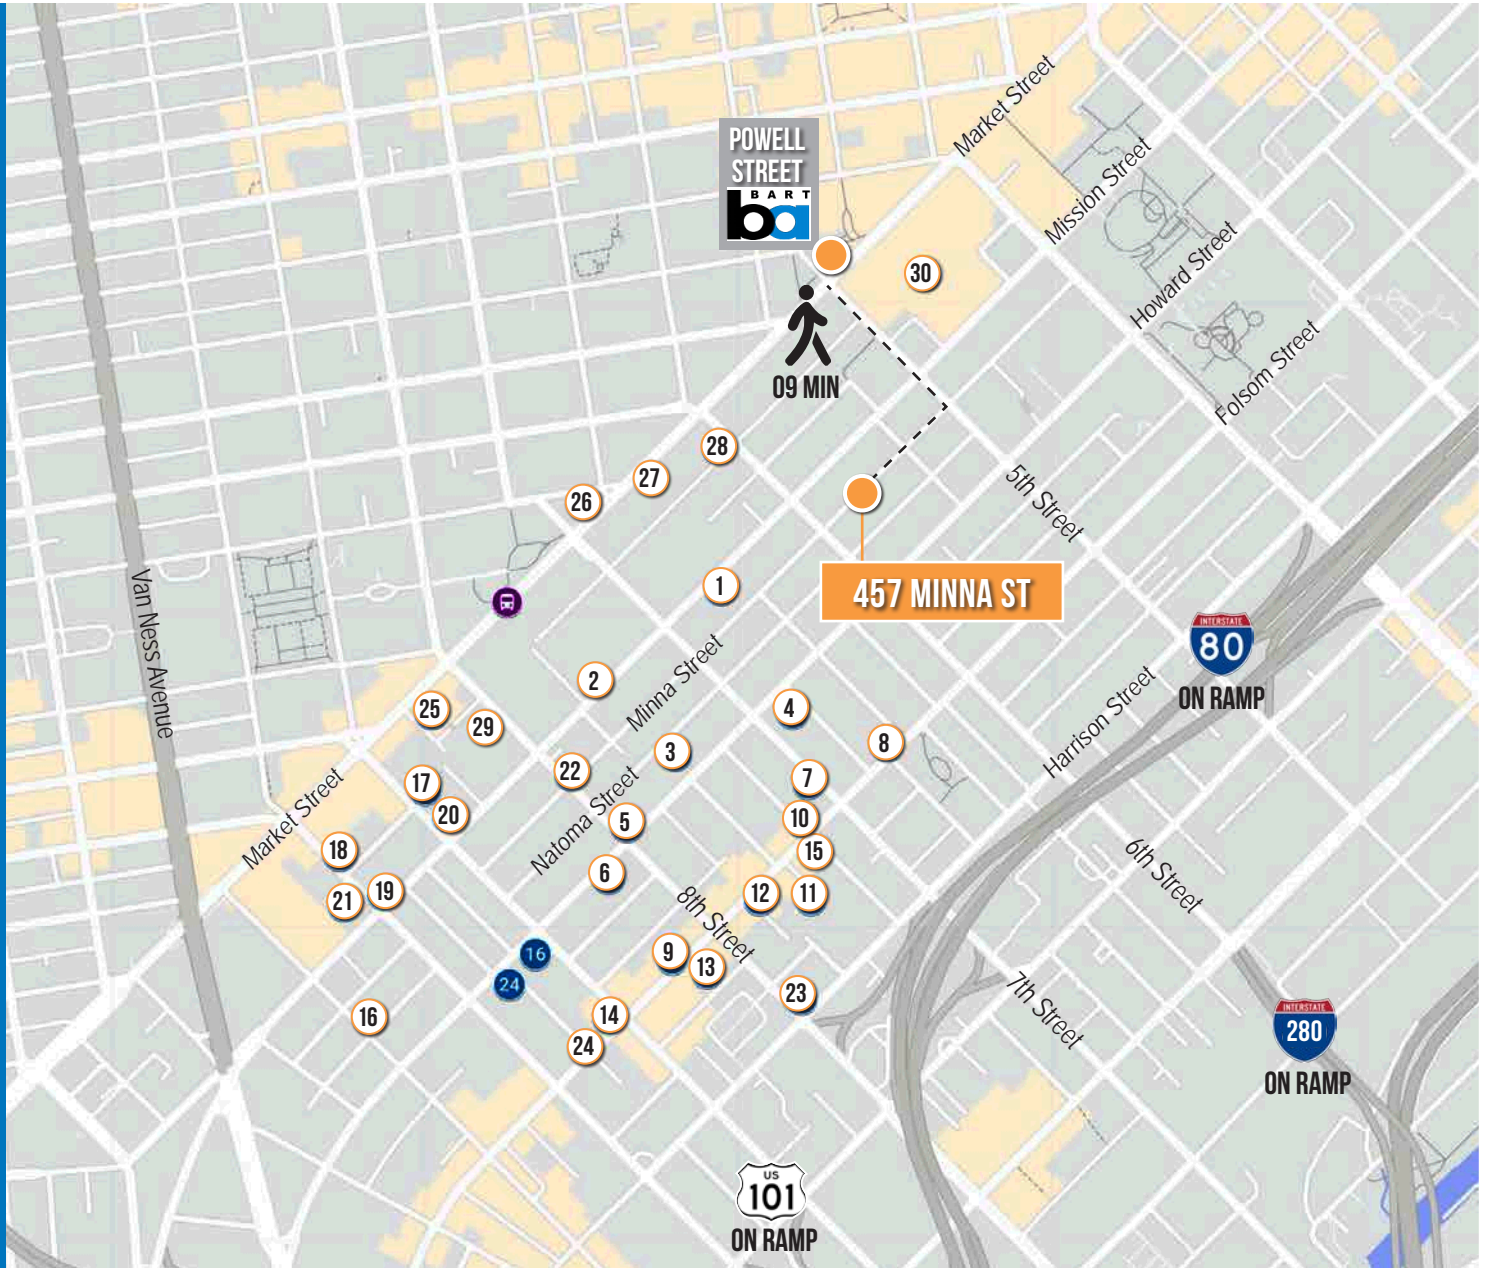 Market Street
POWELL
STREET
BART
ba
Mission Street
Howard Street
30
Folsom Street
09 MIN
28
27
26
5th Street
457 MINNA ST
1
Van Ness Avenue
INTERSTATE
80
ON RAMP
2
Minna Street
4
25
29
8
3
Harrison Street
22
7
17
Natoma Street
20
10
5
Market Street
18
15
6th Street
6
19
21
12
11
8th Street
16
9
13
24
23
7th Street
16
14
24
INTERSTATE
280
ON RAMP
US
101
ON RAMP